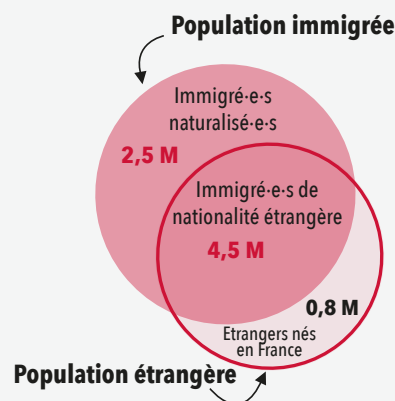 Population immigrée
Immigré·e·s
naturalisé·e·s
2,5 M
Immigré·e·s de
nationalité étrangère
4,5 M
0,8 M
Etrangers nés
en France
Population étrangère